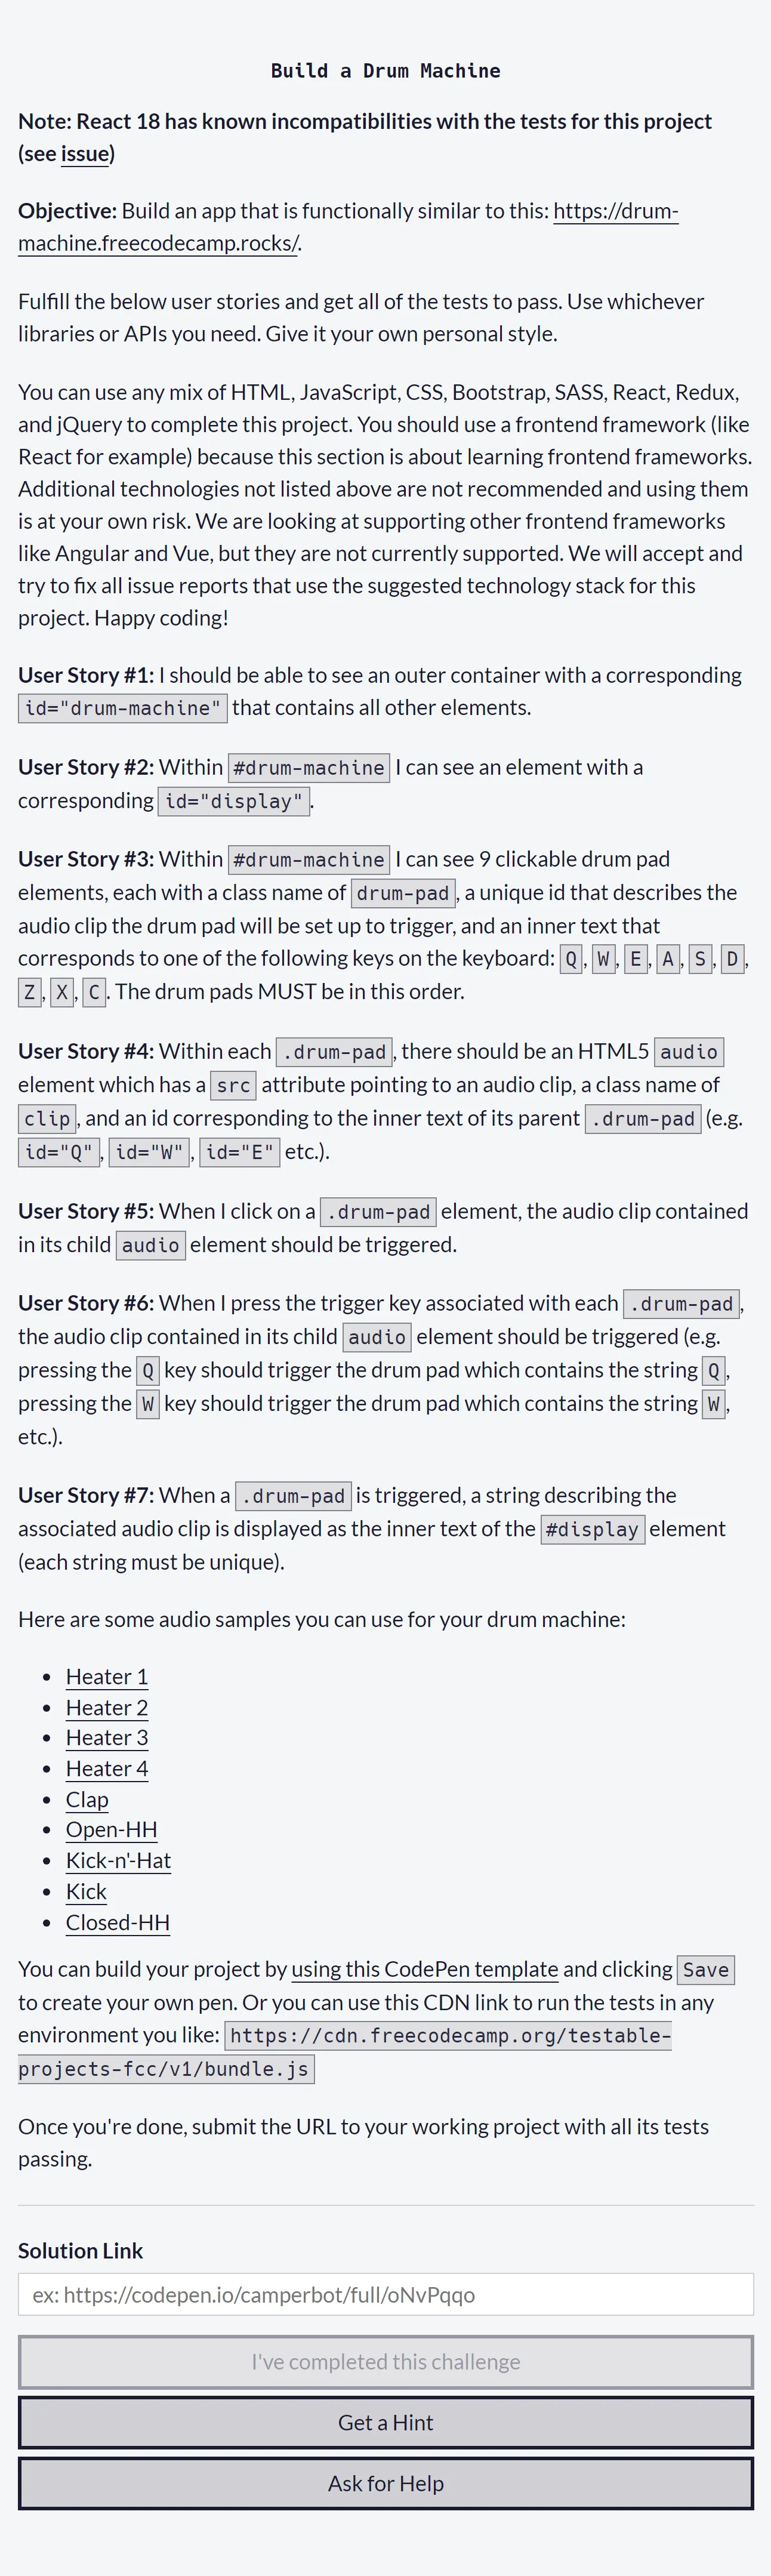 Build a Drum Machine
Note: React 18 has known incompatibilities with the tests for this project
(see issue)
Objective: Build an app that is functionally similar to this: https://drum-
machine.freecodecamp.rocks/.
Fulfill the below user stories and get all of the tests to pass. Use whichever
libraries or APIs you need. Give it your own personal style.
You can use any mix of HTML, JavaScript, CSS, Bootstrap, SASS, React, Redux,
and jQuery to complete this project. You should use a frontend framework (like
React for example) because this section is about learning frontend frameworks.
Additional technologies not listed above are not recommended and using them
is at your own risk. We are looking at supporting other frontend frameworks
like Angular and Vue, but they are not currently supported. We will accept and
try to fix all issue reports that use the suggested technology stack for this
project. Happy coding!
User Story #1: I should be able to see an outer container with a corresponding
id="drum-machine" that contains all other elements.
User Story #2: Within #drum-machine I can see an element with a
corresponding id="display".
User Story #3: Within #drum-machine I can see 9 clickable drum pad
elements, each with a class name of drum-pad, a unique id that describes the
audio clip the drum pad will be set up to trigger, and an inner text that
corresponds to one of the following keys on the keyboard: Q, W, E, A, S, D,
Z, X, C. The drum pads MUST be in this order.
User Story #4: Within each .drum-pad, there should be an HTML5 audio
element which has a src attribute pointing to an audio clip, a class name of
clip, and an id corresponding to the inner text of its parent .drum-pad (e.g.
id="Q", id="W", id="E" etc.).
User Story #5: When I click on a .drum-pad element, the audio clip contained
in its child audio element should be triggered.
User Story #6: When I press the trigger key associated with each .drum-pad,
the audio clip contained in its child audio element should be triggered (e.g.
pressing the Q key should trigger the drum pad which contains the string Q,
pressing the W key should trigger the drum pad which contains the string W,
etc.).
User Story #7: When a .drum-pad is triggered, a string describing the
associated audio clip is displayed as the inner text of the #display element
(each string must be unique).
Here are some audio samples you can use for your drum machine:
• Heater 1
• Heater 2
• Heater 3
• Heater 4
• Clap
• Open-HH
• Kick-n'-Hat
• Kick
• Closed-HH
You can build your project by using this CodePen template and clicking Save
to create your own pen. Or you can use this CDN link to run the tests in any
environment you like: https://cdn.freecodecamp.org/testable-
projects-fcc/v1/bundle.js
Once you're done, submit the URL to your working project with all its tests
passing.
Solution Link
ex: https://codepen.io/camperbot/full/oNvPqqo
I've completed this challenge
Get a Hint
Ask for Help